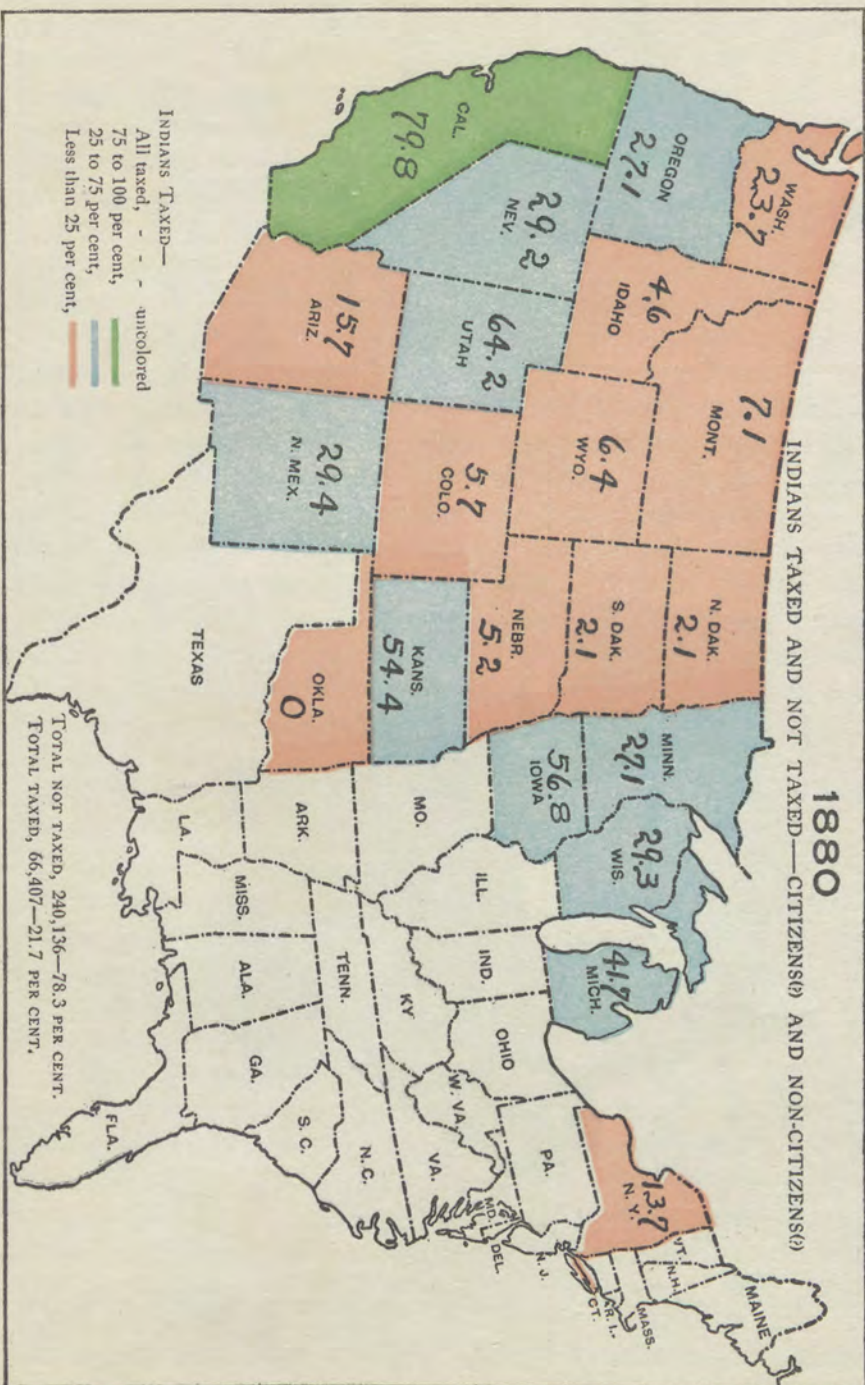 1880
INDIANS TAXED AND NOT TAXED—CITIZENS(?) AND NON-CITIZENS(?)
WASH.
23.7
OREGON
27.1
CAL.
79.8
NEV.
29.2
IDAHO
4.6
MONT.
7.1
WYO.
6.4
UTAH
64.2
ARIZ.
15.7
COLO.
5.7
N. MEX.
29.4
N. DAK.
2.1
S. DAK.
2.1
NEBR.
5.2
KANS.
54.4
OKLA.
0
TEXAS
MINN.
27.1
IOWA
56.8
WIS.
29.3
MICH.
41.7
MO.
ARK.
LA.
ILL.
IND.
OHIO
KY
TENN.
MISS.
ALA.
GA.
FLA.
S. C.
N. C.
VA.
W. VA.
PA.
MD.
DEL.
N. J.
N. Y.
13.7
VT.
N.H.
MAINE
MASS.
R. I.
CT.
INDIANS TAXED—
All taxed, - - - uncolored
75 to 100 per cent,
25 to 75 per cent,
Less than 25 per cent,
TOTAL NOT TAXED, 240,136—78.3 PER CENT.
TOTAL TAXED, 66,407—21.7 PER CENT.